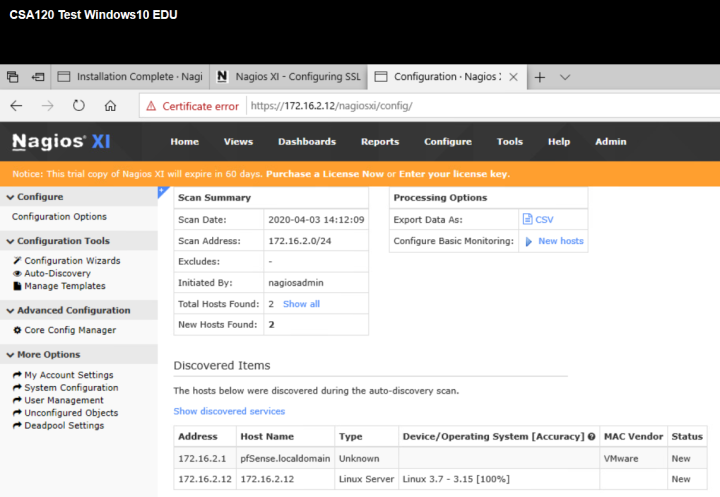 CSA120 Test Windows10 EDU
Installation Complete · Nagi
N Nagios XI - Configuring SSL
Configuration · Nagios
Certificate error https://172.16.2.12/nagiosxi/config/
Nagios® XI Home Views Dashboards Reports Configure Tools Help Admin
Notice: This trial copy of Nagios XI will expire in 60 days. Purchase a License Now or Enter your license key.
Configure
Configuration Options
Configuration Tools
Configuration Wizards
Auto-Discovery
Manage Templates
Advanced Configuration
Core Config Manager
More Options
My Account Settings
System Configuration
User Management
Unconfigured Objects
Deadpool Settings
Scan Summary
Scan Date: 2020-04-03 14:12:09
Scan Address: 172.16.2.0/24
Excludes: -
Initiated By: nagiosadmin
Total Hosts Found: 2 Show all
New Hosts Found: 2
Processing Options
Export Data As: CSV
Configure Basic Monitoring: New hosts
Discovered Items
The hosts below were discovered during the auto-discovery scan.
Show discovered services
Address Host Name Type Device/Operating System [Accuracy] MAC Vendor Status
172.16.2.1 pfSense.localdomain Unknown VMware New
172.16.2.12 172.16.2.12 Linux Server Linux 3.7 - 3.15 [100%] New